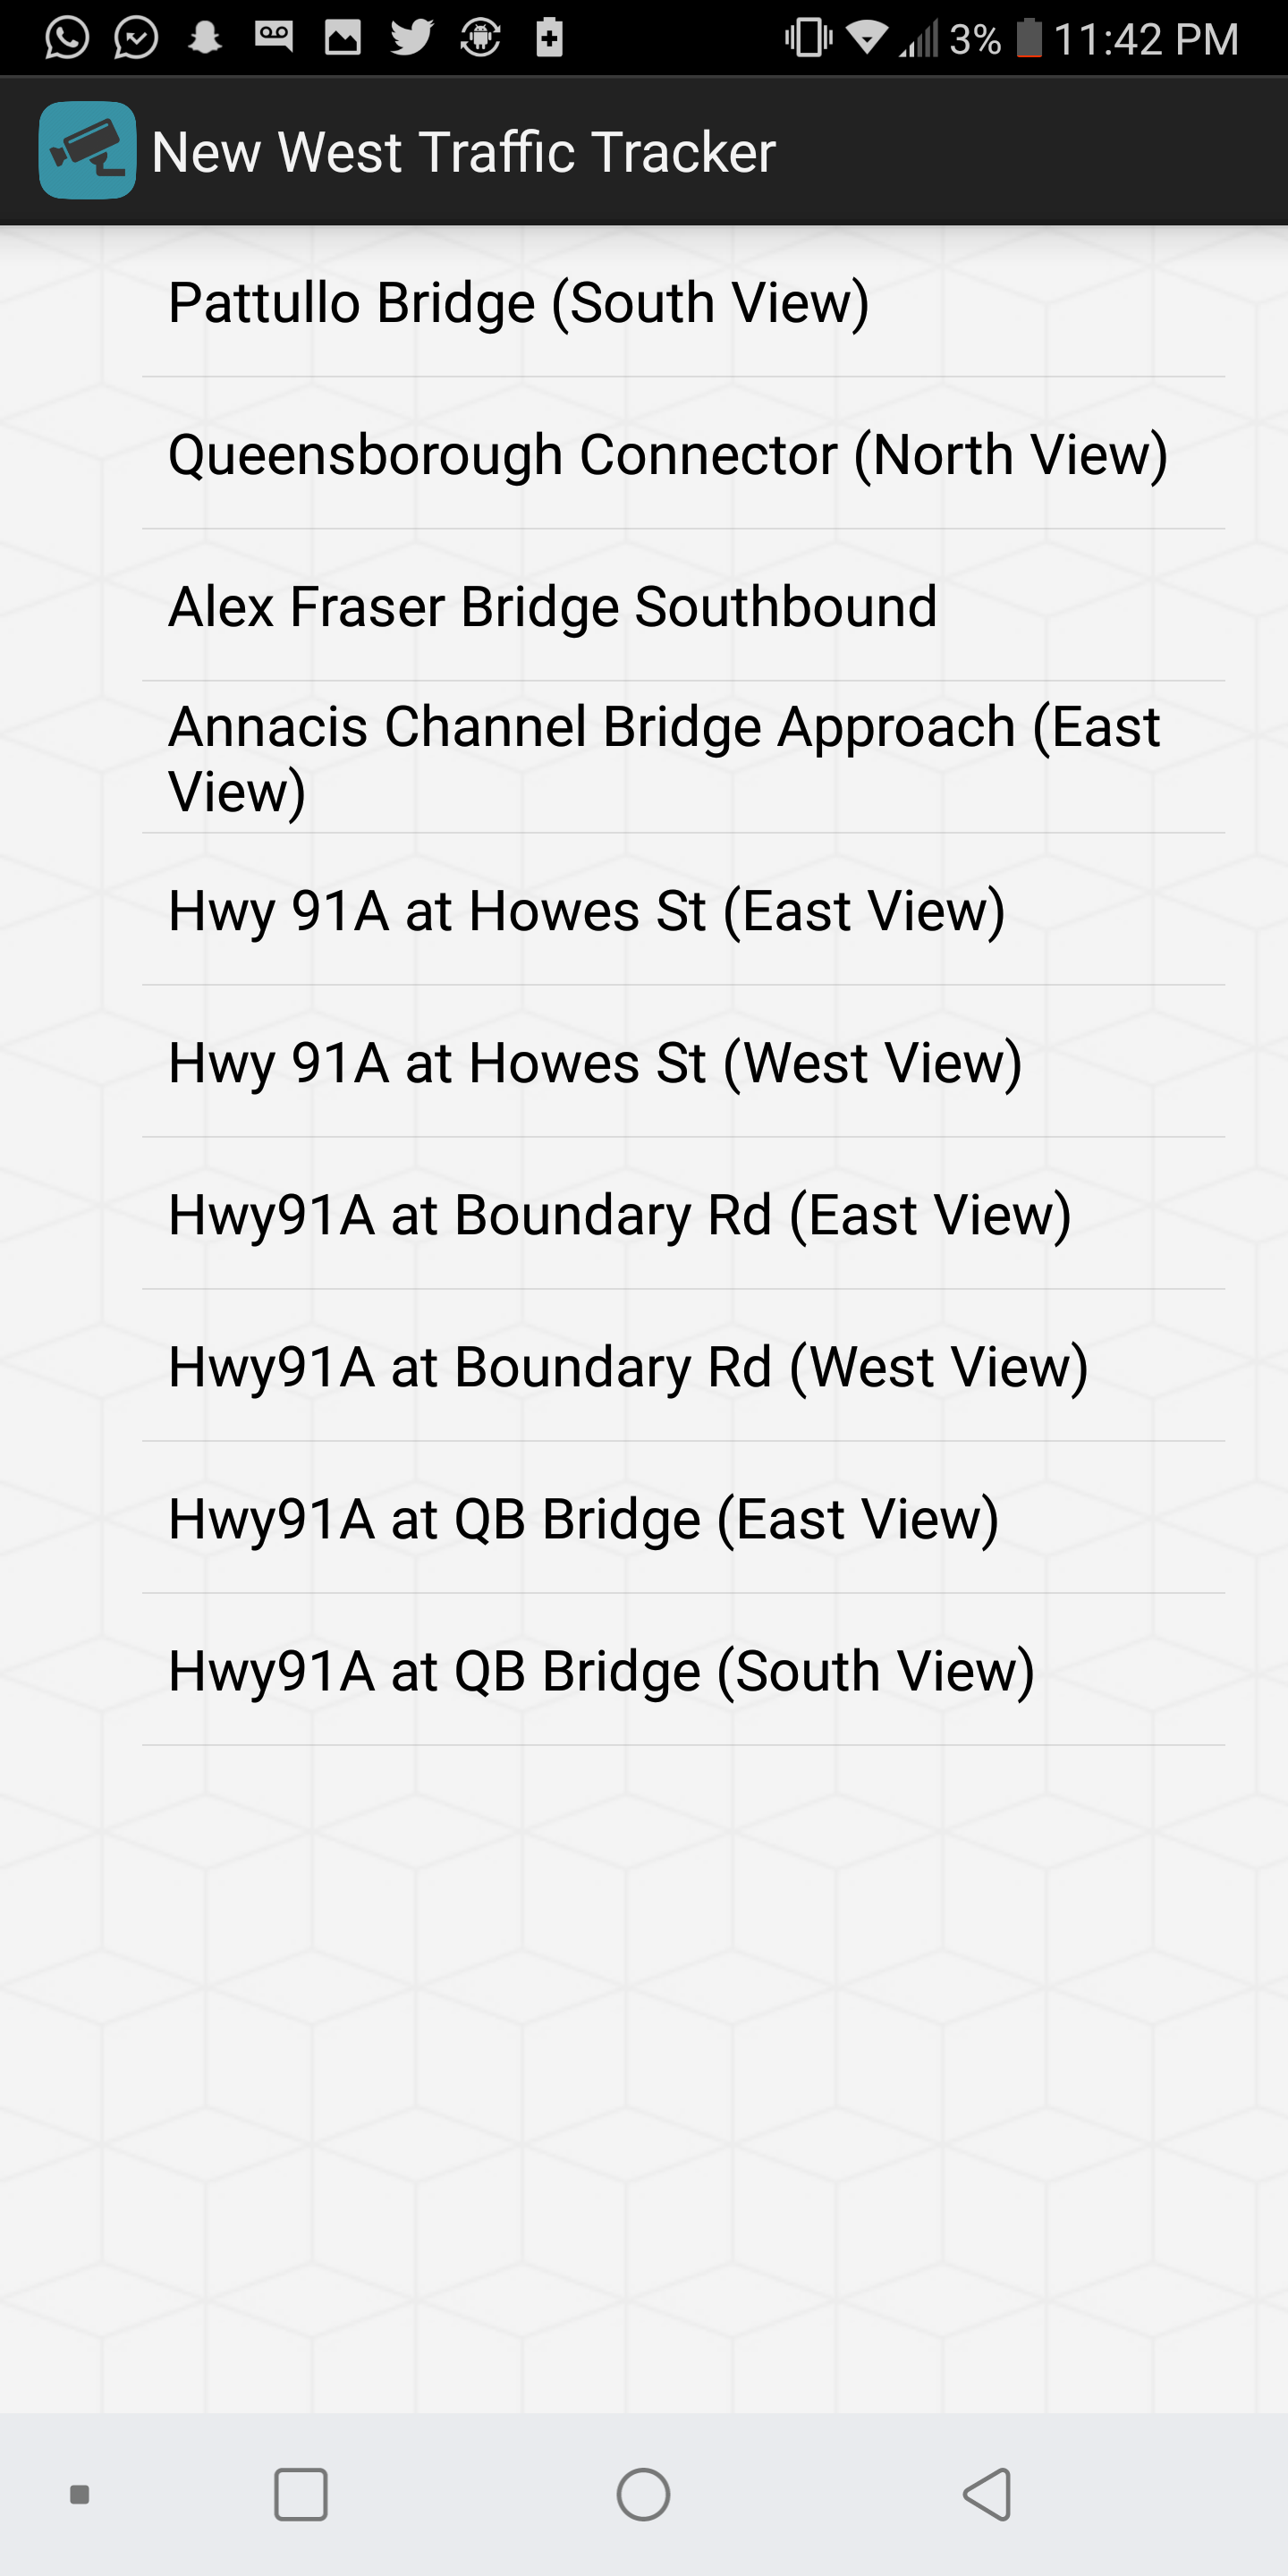 3% 11:42 PM
New West Traffic Tracker
Pattullo Bridge (South View)
Queensborough Connector (North View)
Alex Fraser Bridge Southbound
Annacis Channel Bridge Approach (East
View)
Hwy 91A at Howes St (East View)
Hwy 91A at Howes St (West View)
Hwy91A at Boundary Rd (East View)
Hwy91A at Boundary Rd (West View)
Hwy91A at QB Bridge (East View)
Hwy91A at QB Bridge (South View)